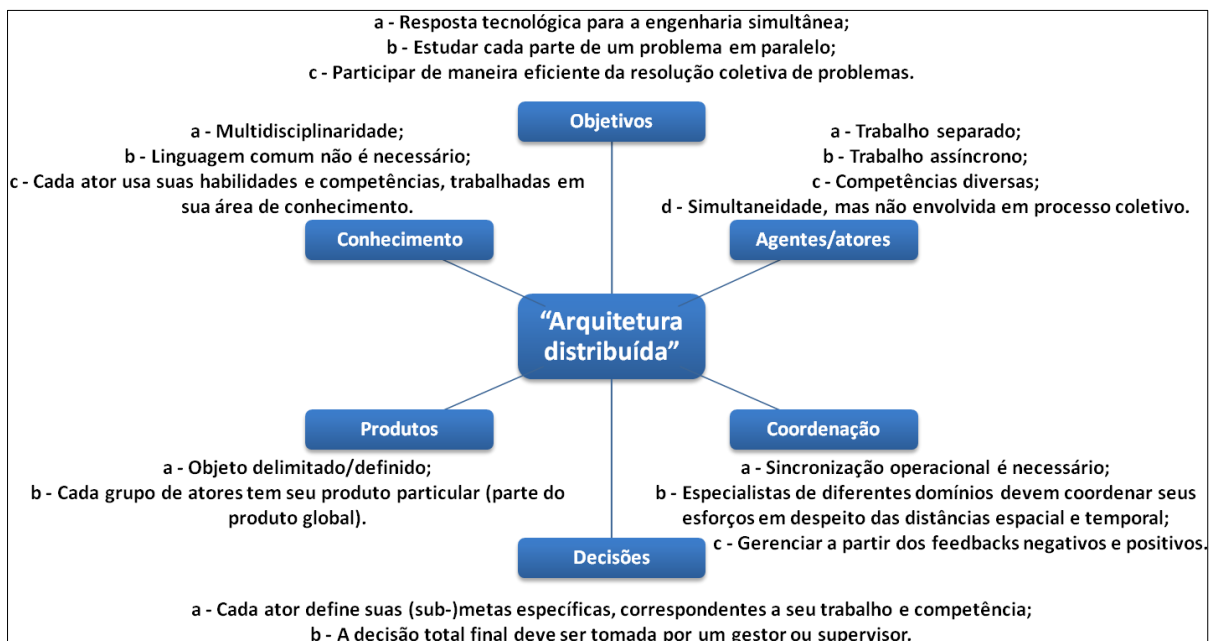 a - Resposta tecnológica para a engenharia simultânea;
b - Estudar cada parte de um problema em paralelo;
c - Participar de maneira eficiente da resolução coletiva de problemas.
Objetivos
a - Multidisciplinaridade;
b - Linguagem comum não é necessário;
c - Cada ator usa suas habilidades e competências, trabalhadas em
sua área de conhecimento.
Conhecimento
a - Trabalho separado;
b - Trabalho assíncrono;
c - Competências diversas;
d - Simultaneidade, mas não envolvida em processo coletivo.
Agentes/atores
“Arquitetura
distribuída”
Produtos
a - Objeto delimitado/definido;
b - Cada grupo de atores tem seu produto particular (parte do
produto global).
Coordenação
a - Sincronização operacional é necessário;
b - Especialistas de diferentes domínios devem coordenar seus
esforços em despeito das distâncias espacial e temporal;
c - Gerenciar a partir dos feedbacks negativos e positivos.
Decisões
a - Cada ator define suas (sub-)metas específicas, correspondentes a seu trabalho e competência;
b - A decisão total final deve ser tomada por um gestor ou supervisor.